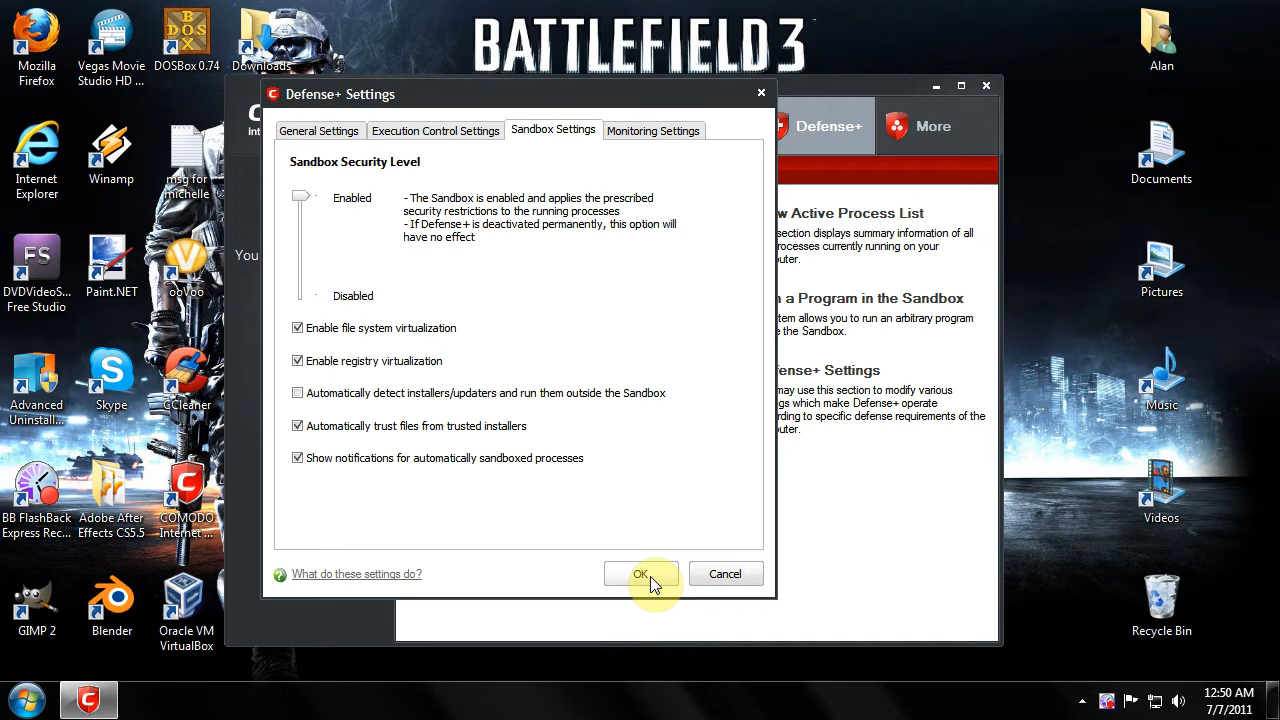 BATTLEFIELD 3
Mozilla
Firefox
Vegas Movie
Studio HD ...
DOS
BOX
DOSBox 0.74
Downloads
Internet
Explorer
Winamp
msg for
michelle
FS
DVDVideoS...
Free Studio
Paint.NET
ooVoo
Advanced
Uninstall...
Skype
CCleaner
BB FlashBack
Express Rec...
Adobe After
Effects CS5.5
COMODO
Internet ...
GIMP 2
Blender
Oracle VM
VirtualBox
Defense+ Settings
General Settings
Execution Control Settings
Sandbox Settings
Monitoring Settings
Sandbox Security Level
Enabled
- The Sandbox is enabled and applies the prescribed
security restrictions to the running processes
- If Defense+ is deactivated permanently, this option will
have no effect
Disabled
Enable file system virtualization
Enable registry virtualization
Automatically detect installers/updaters and run them outside the Sandbox
Automatically trust files from trusted installers
Show notifications for automatically sandboxed processes
What do these settings do?
OK
Cancel
C
Int
You
Defense+
More
w Active Process List
section displays summary information of all
rocesses currently running on your
puter.
n a Program in the Sandbox
tem allows you to run an arbitrary program
e the Sandbox.
ense+ Settings
may use this section to modify various
ngs which make Defense+ operate
rding to specific defense requirements of the
puter.
Alan
Documents
Pictures
Music
Videos
Recycle Bin
12:50 AM
7/7/2011